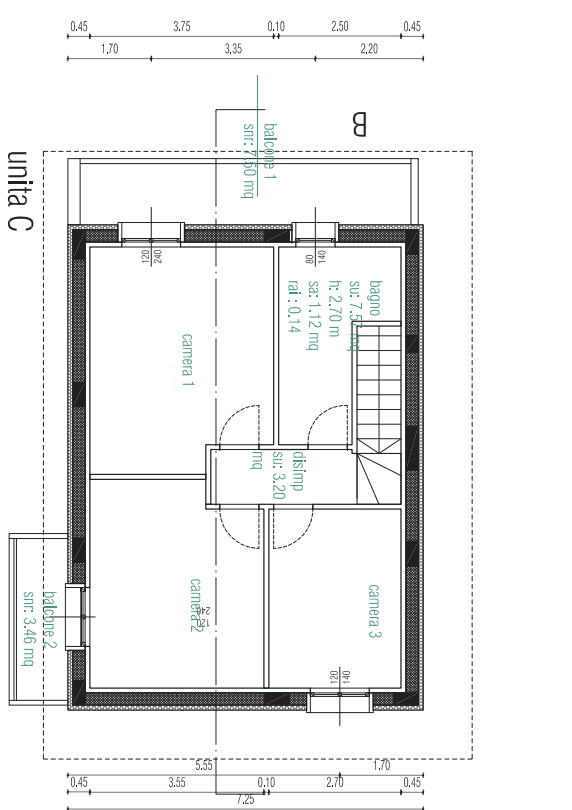 0.45 3.75 0.10 2.50 0.45
1.70 3.35 2.20
B
unita C
balcone 1
snr: 7.60 mq
120
240
80
140
bagno
su: 7.5
h: 2.70 m
sa: 1.12 mq
rai : 0.14
camera 1
disimp
su: 3.20
mq
camera 2
240
120
camera 3
balcone 2
snr: 3.46 mq
120
140
5.55 1.70
0.45 3.55 0.10 2.70 0.45
7.25